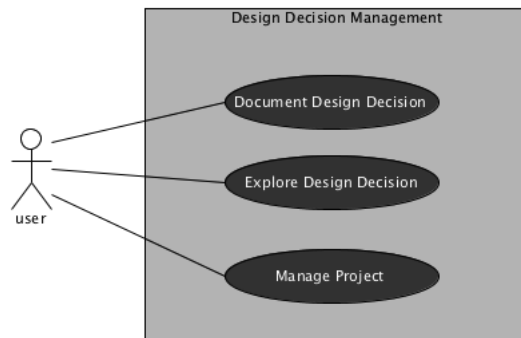 Design Decision Management
Document Design Decision
Explore Design Decision
user
Manage Project